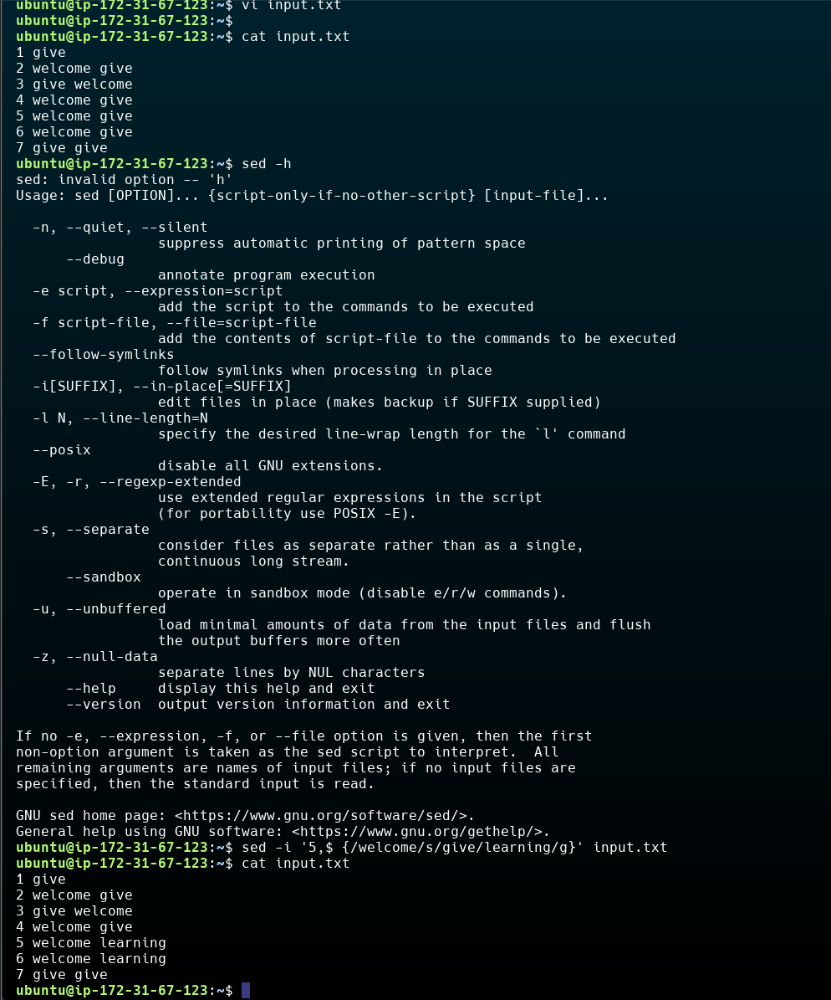 ubuntu@ip-172-31-67-123:~$ vi input.txt
ubuntu@ip-172-31-67-123:~$
ubuntu@ip-172-31-67-123:~$ cat input.txt
1 give
2 welcome give
3 give welcome
4 welcome give
5 welcome give
6 welcome give
7 give give
ubuntu@ip-172-31-67-123:~$ sed -h
sed: invalid option -- 'h'
Usage: sed [OPTION]... {script-only-if-no-other-script} [input-file]...

  -n, --quiet, --silent
                 suppress automatic printing of pattern space
      --debug
                 annotate program execution
  -e script, --expression=script
                 add the script to the commands to be executed
  -f script-file, --file=script-file
                 add the contents of script-file to the commands to be executed
  --follow-symlinks
                 follow symlinks when processing in place
  -i[SUFFIX], --in-place[=SUFFIX]
                 edit files in place (makes backup if SUFFIX supplied)
  -l N, --line-length=N
                 specify the desired line-wrap length for the `l' command
  --posix
                 disable all GNU extensions.
  -E, -r, --regexp-extended
                 use extended regular expressions in the script
                 (for portability use POSIX -E).
  -s, --separate
                 consider files as separate rather than as a single,
                 continuous long stream.
      --sandbox
                 operate in sandbox mode (disable e/r/w commands).
  -u, --unbuffered
                 load minimal amounts of data from the input files and flush
                 the output buffers more often
  -z, --null-data
                 separate lines by NUL characters
      --help     display this help and exit
      --version  output version information and exit

If no -e, --expression, -f, or --file option is given, then the first
non-option argument is taken as the sed script to interpret.  All
remaining arguments are names of input files; if no input files are
specified, then the standard input is read.

GNU sed home page: <https://www.gnu.org/software/sed/>.
General help using GNU software: <https://www.gnu.org/gethelp/>.
ubuntu@ip-172-31-67-123:~$ sed -i '5,$ {/welcome/s/give/learning/g}' input.txt
ubuntu@ip-172-31-67-123:~$ cat input.txt
1 give
2 welcome give
3 give welcome
4 welcome give
5 welcome learning
6 welcome learning
7 give give
ubuntu@ip-172-31-67-123:~$